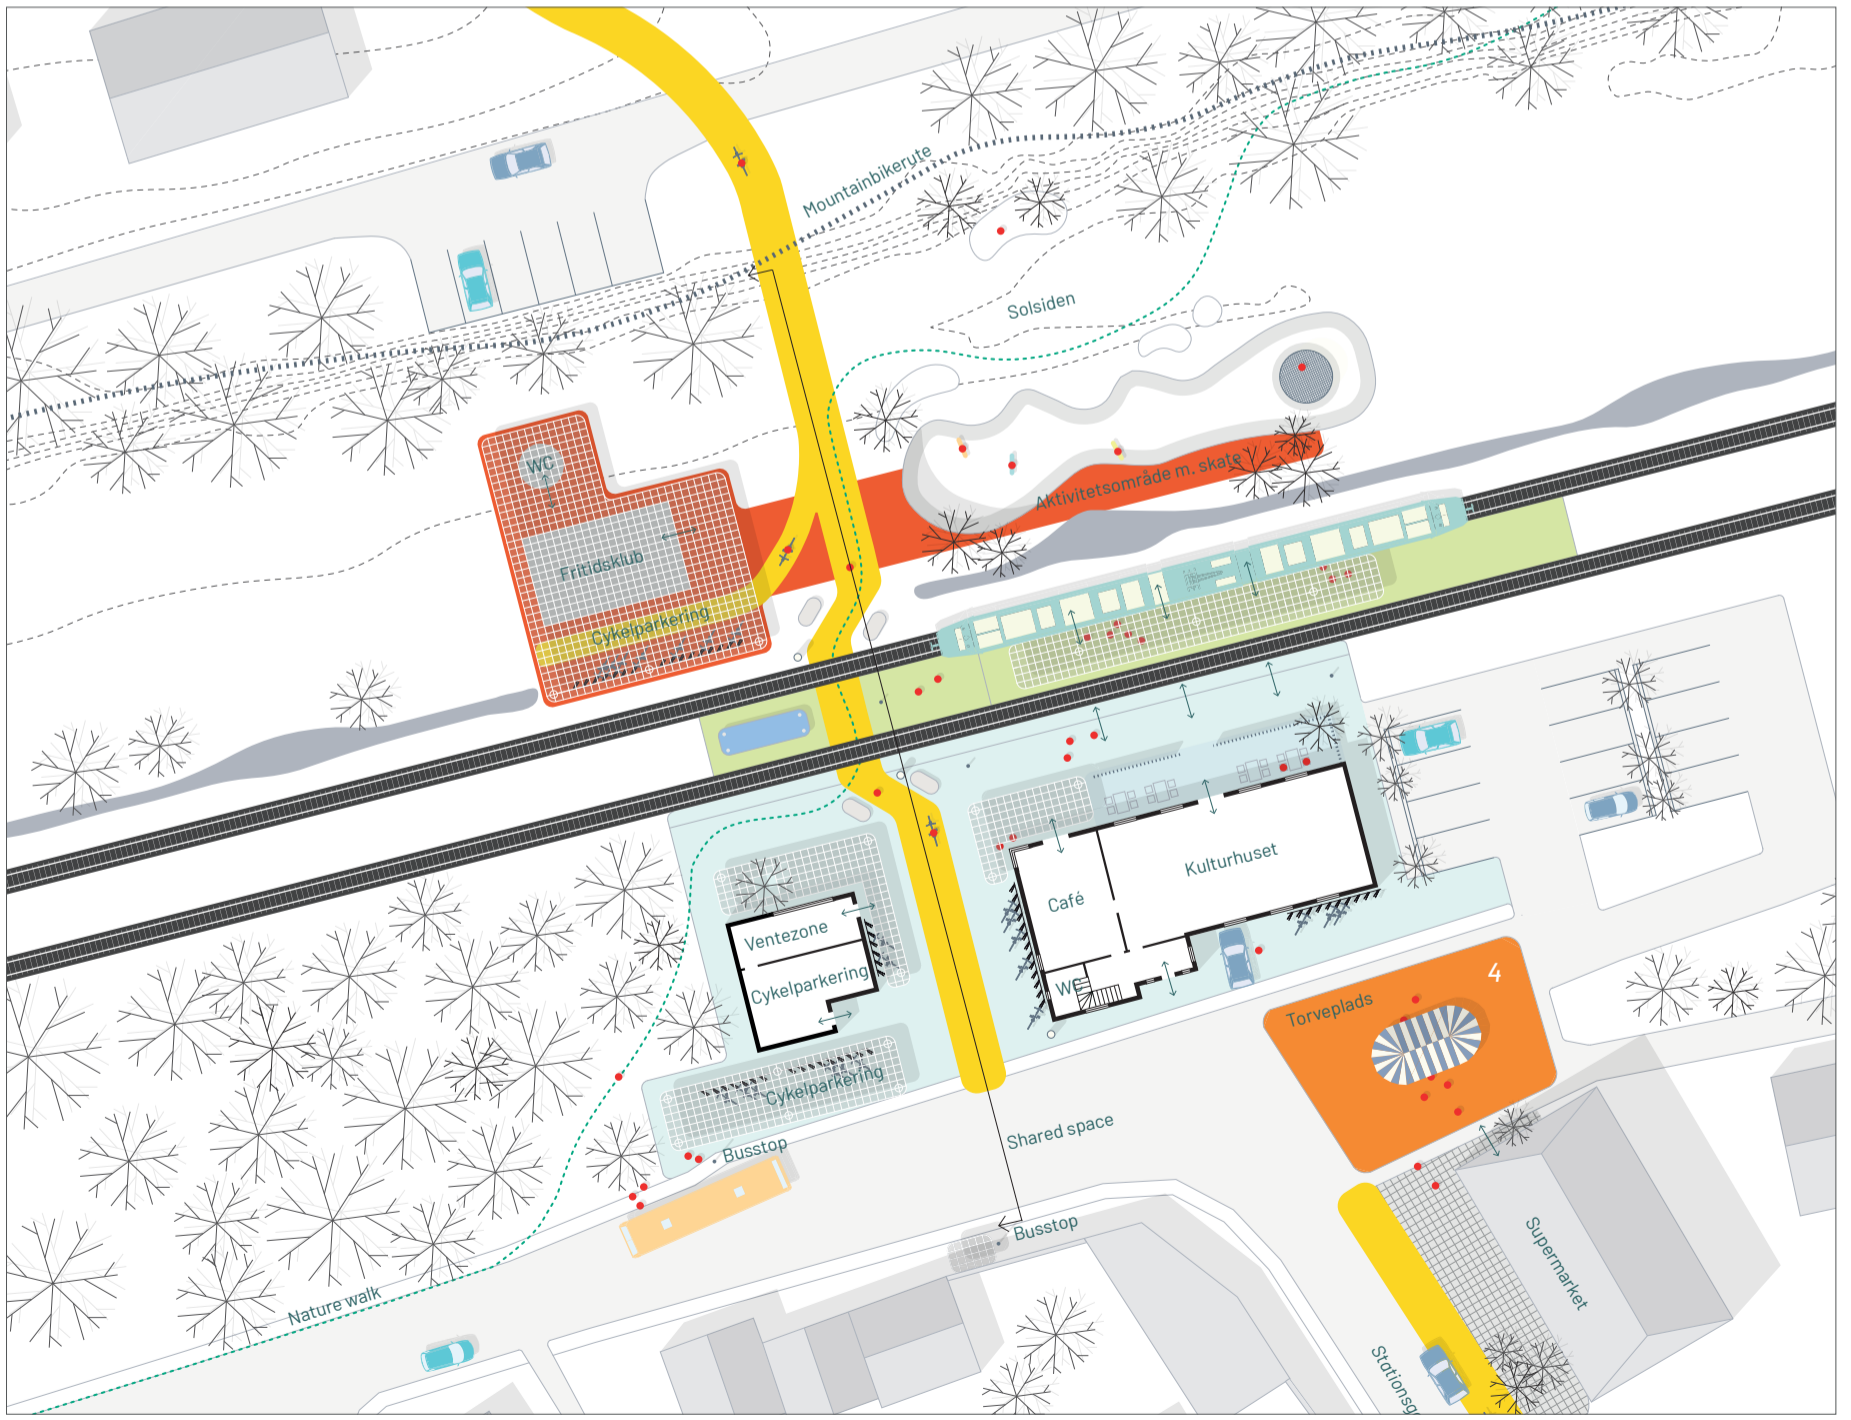 Mountainbikerute
Solsiden
WC
Aktivitetsområde m. skate
Fritidsklub
Cykelparkering
Kulturhuset
Café
Ventezone
Cykelparkering
WC
4
Torveplads
Cykelparkering
Shared space
Busstop
Busstop
Supermarket
Nature walk